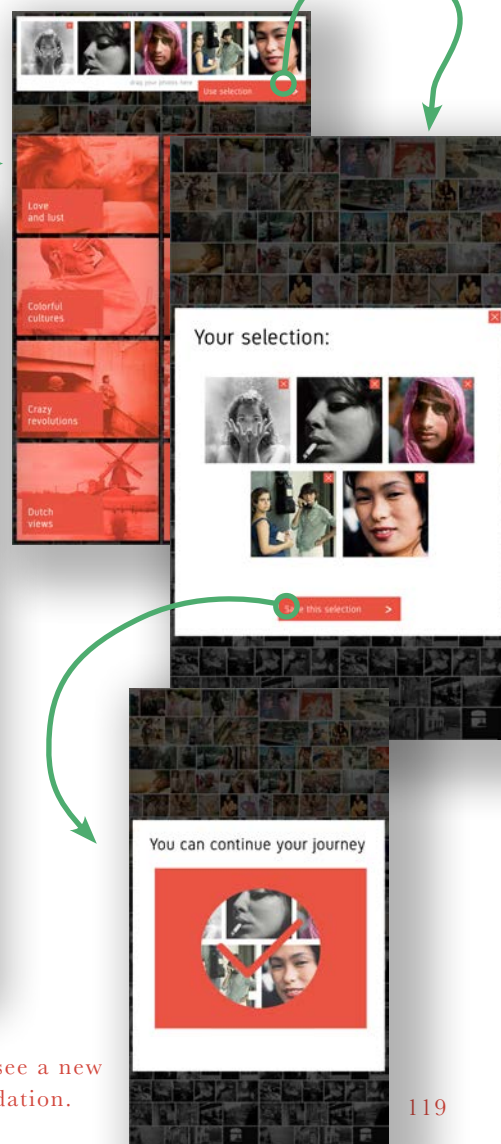 drag your photos here
Use selection >
Love
and lust
Colorful
cultures
Crazy
revolutions
Dutch
views
Your selection:
Save this selection >
You can continue your journey
see a new
dation.
119